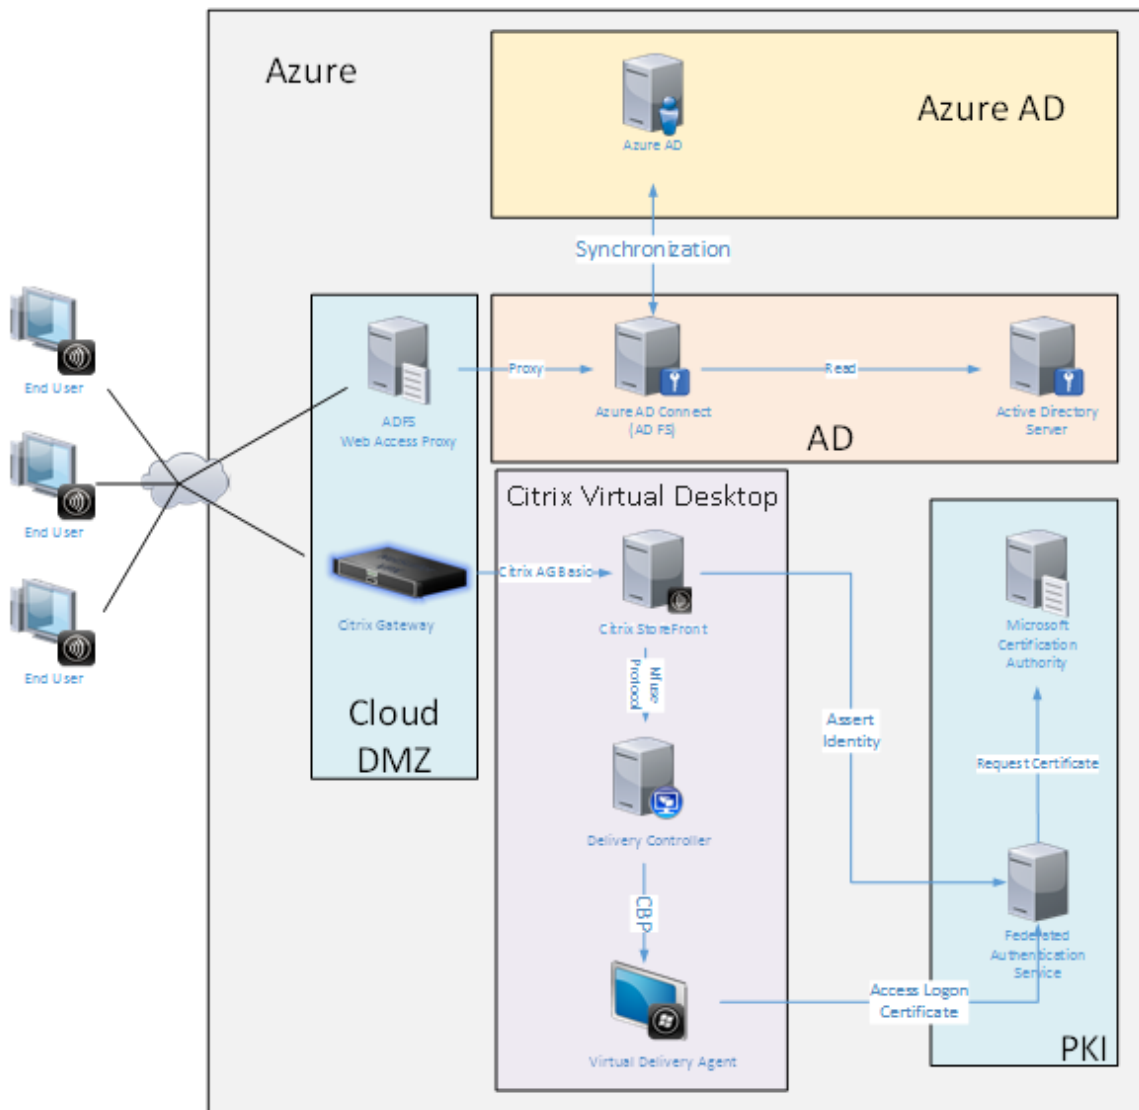 Azure
Azure AD
Azure AD
Synchronization
End User
End User
End User
ADFS
Web Access Proxy
Proxy
Azure AD Connect
(AD FS)
Read
Active Directory
Server
AD
Citrix Gateway
Cloud
DMZ
Citrix Virtual Desktop
Citrix AG Basic
Citrix StoreFront
Nfuse
Protocol
Delivery Controller
CBP
Virtual Delivery Agent
Assert
Identity
Access Logon
Certificate
Microsoft
Certification
Authority
Request Certificate
Federated
Authentication
Service
PKI